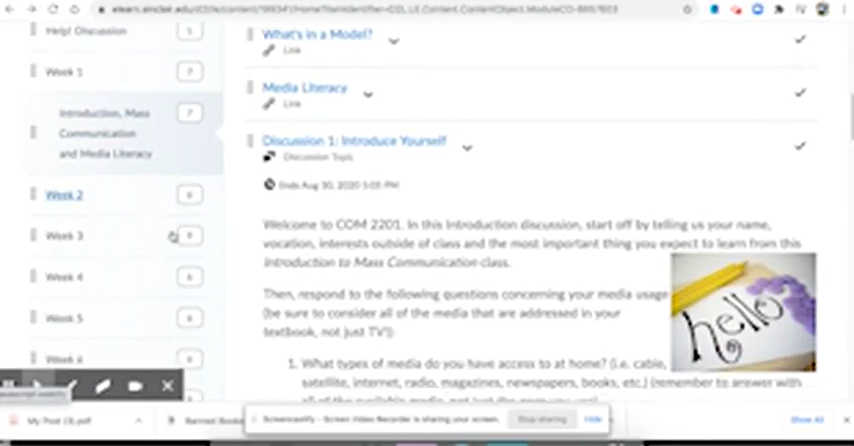 Help! Discussion
Week 1
7
Introduction, Mass
Communication
and Media Literacy
7
Week 2
Week 3
Week 4
Week 5
What's in a Model?
Link
Media Literacy
Link
Discussion 1: Introduce Yourself
Discussion Topic
Ends Aug 30, 2020 5:01 PM
Welcome to COM 2201. In this Introduction discussion, start off by telling us your name,
vocation, interests outside of class and the most important thing you expect to learn from this
Introduction to Mass Communication class.
Then, respond to the following questions concerning your media usage
(be sure to consider all of the media that are addressed in your
textbook, not just TV!):
hello
1. What types of media do you have access to at home? (i.e. cable,
satellite, internet, radio, magazines, newspapers, books, etc.) (remember to answer with
My Post (3).pdf
Banned Books
Screencastify - Screen Video Recorder is sharing your screen.
Stop sharing
Hide
Show All